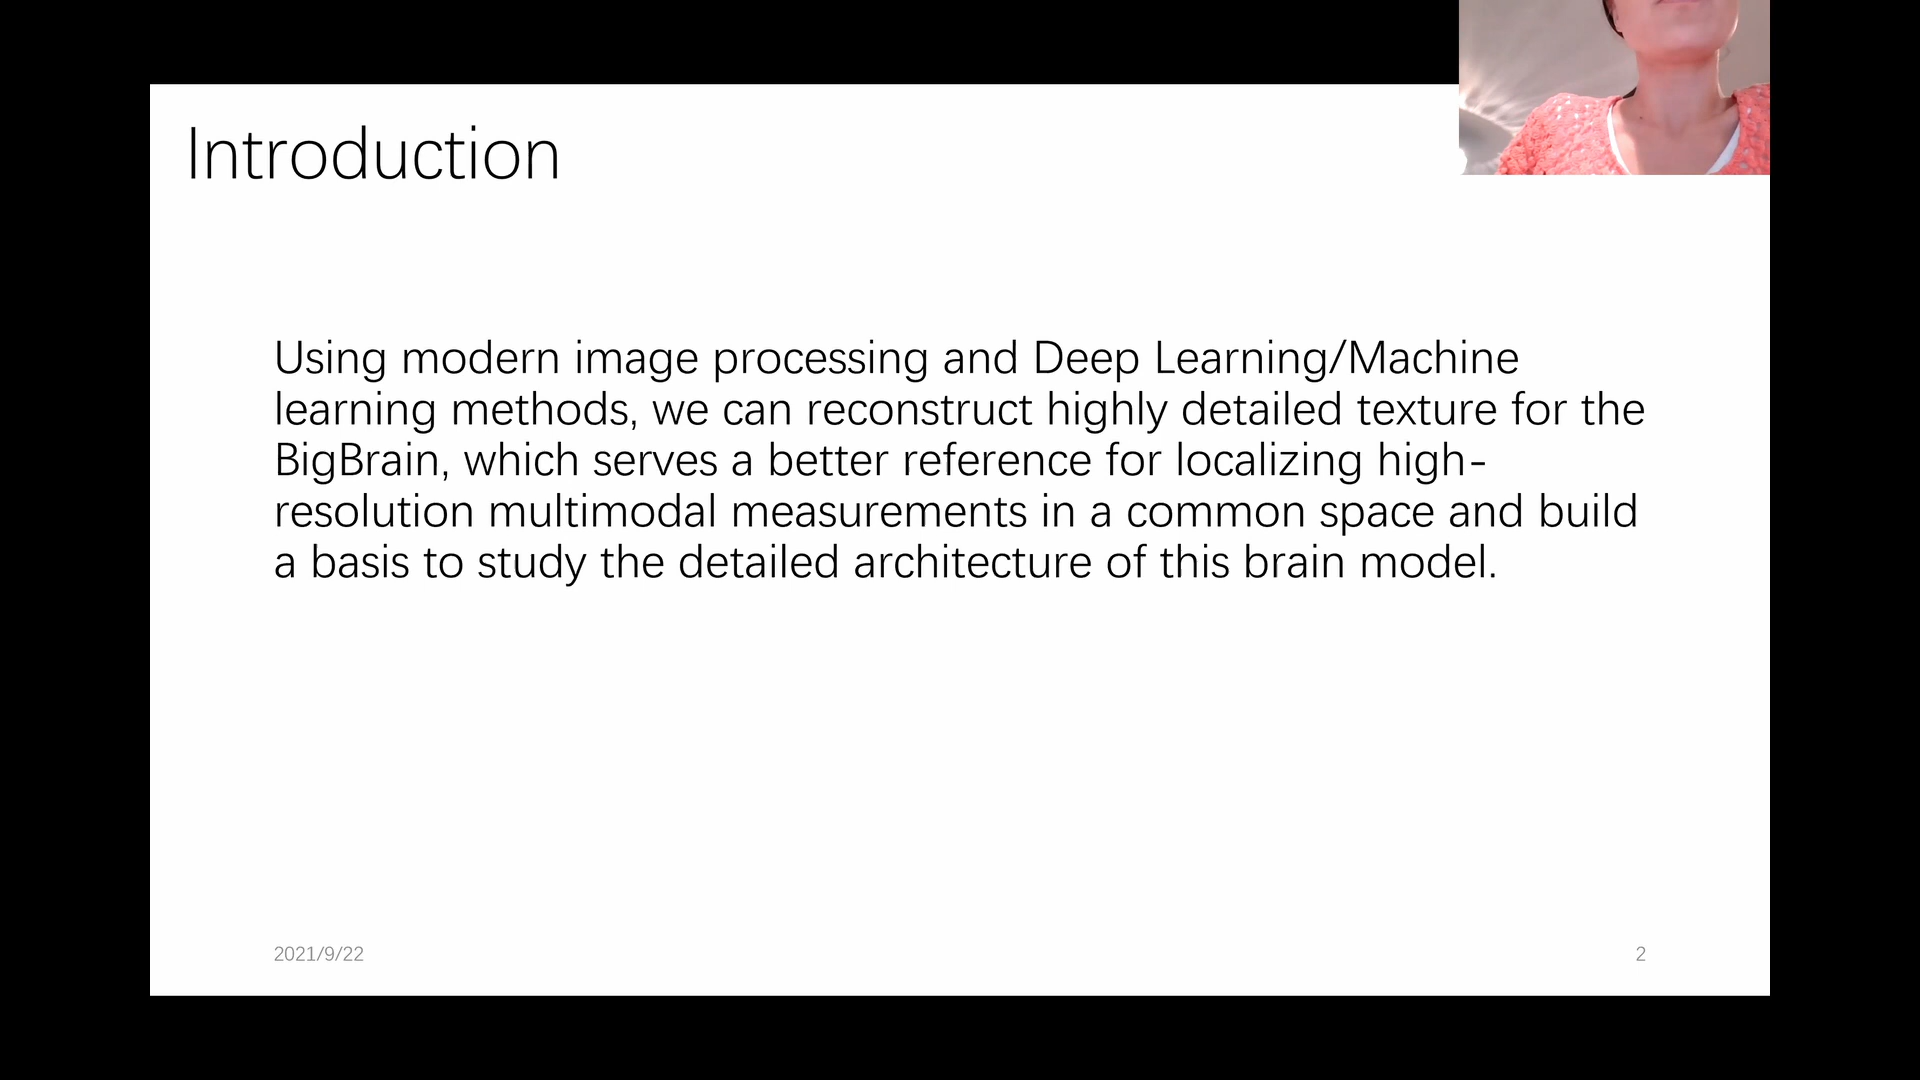 Introduction
Using modern image processing and Deep Learning/Machine
learning methods, we can reconstruct highly detailed texture for the
BigBrain, which serves a better reference for localizing high-
resolution multimodal measurements in a common space and build
a basis to study the detailed architecture of this brain model.
2021/9/22
2